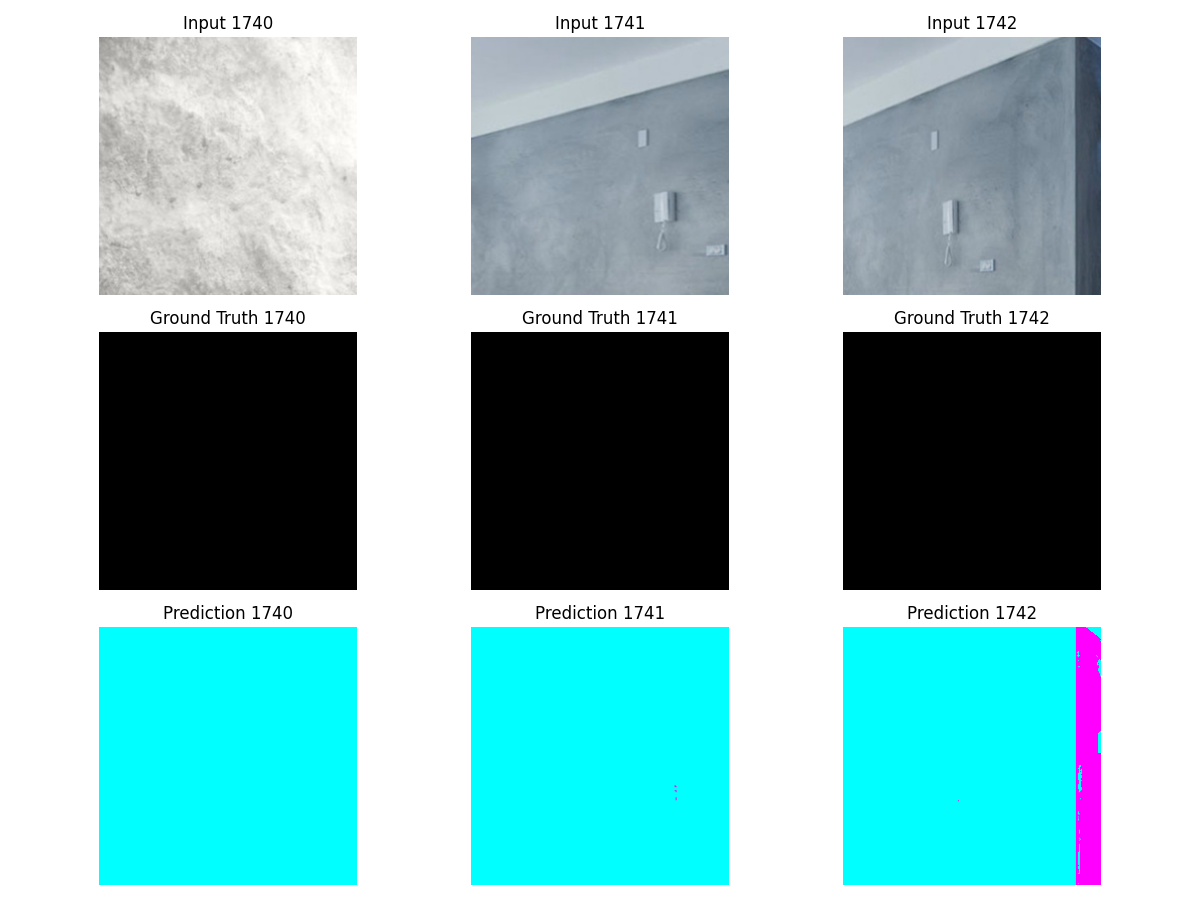 Input 1740
Input 1741
Input 1742
Ground Truth 1740
Ground Truth 1741
Ground Truth 1742
Prediction 1740
Prediction 1741
Prediction 1742